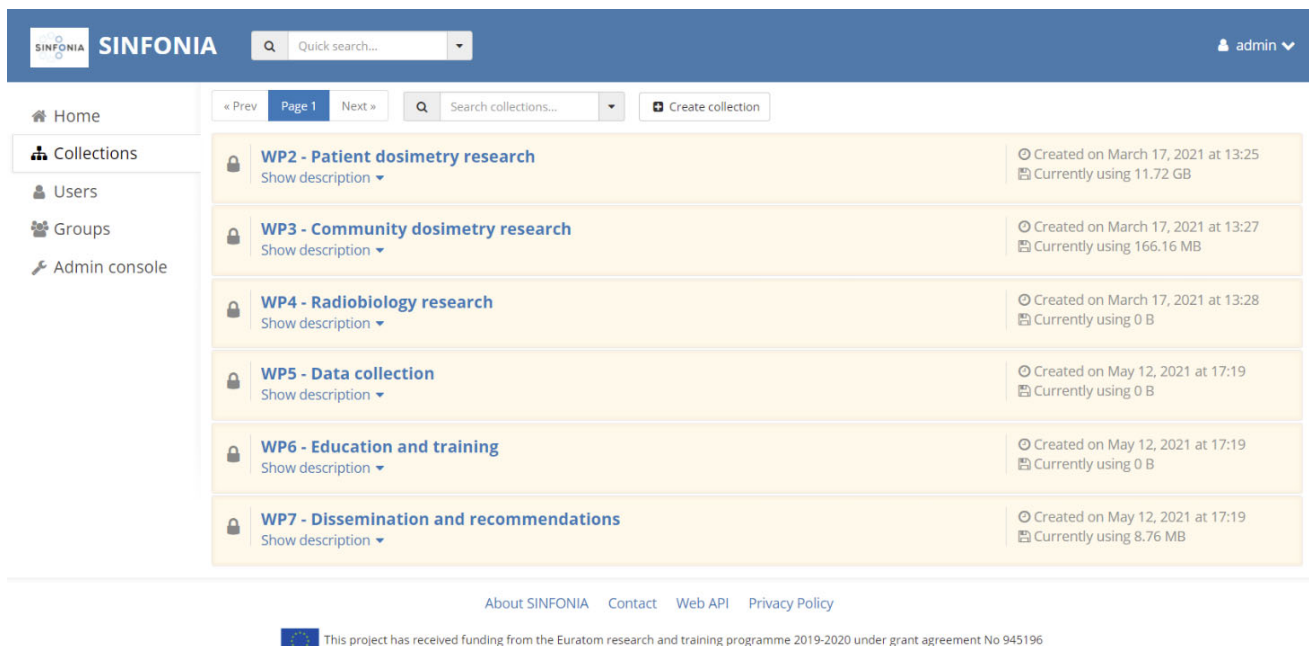 SINFONIA
SINFONIA
Quick search...
admin
Home
Collections
Users
Groups
Admin console
« Prev
Page 1
Next »
Search collections...
Create collection
WP2 - Patient dosimetry research
Show description
Created on March 17, 2021 at 13:25
Currently using 11.72 GB
WP3 - Community dosimetry research
Show description
Created on March 17, 2021 at 13:27
Currently using 166.16 MB
WP4 - Radiobiology research
Show description
Created on March 17, 2021 at 13:28
Currently using 0 B
WP5 - Data collection
Show description
Created on May 12, 2021 at 17:19
Currently using 0 B
WP6 - Education and training
Show description
Created on May 12, 2021 at 17:19
Currently using 0 B
WP7 - Dissemination and recommendations
Show description
Created on May 12, 2021 at 17:19
Currently using 8.76 MB
About SINFONIA Contact Web API Privacy Policy
This project has received funding from the Euratom research and training programme 2019-2020 under grant agreement No 945196